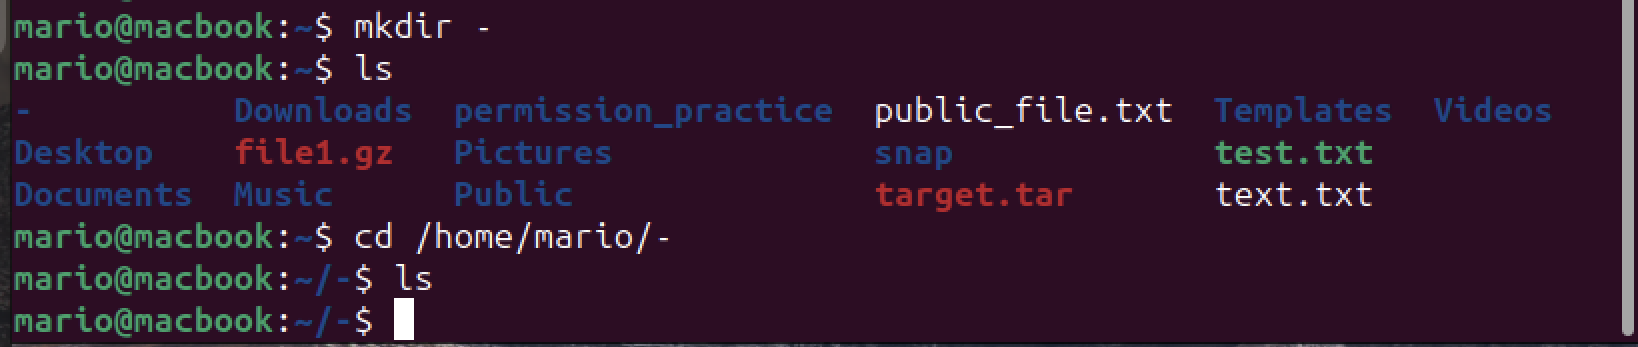 mario@macbook:~$ mkdir -
mario@macbook:~$ ls
-          Downloads  permission_practice  public_file.txt  Templates  Videos
Desktop    file1.gz   Pictures             snap             test.txt
Documents  Music      Public               target.tar       text.txt
mario@macbook:~$ cd /home/mario/-
mario@macbook:~/-$ ls
mario@macbook:~/-$